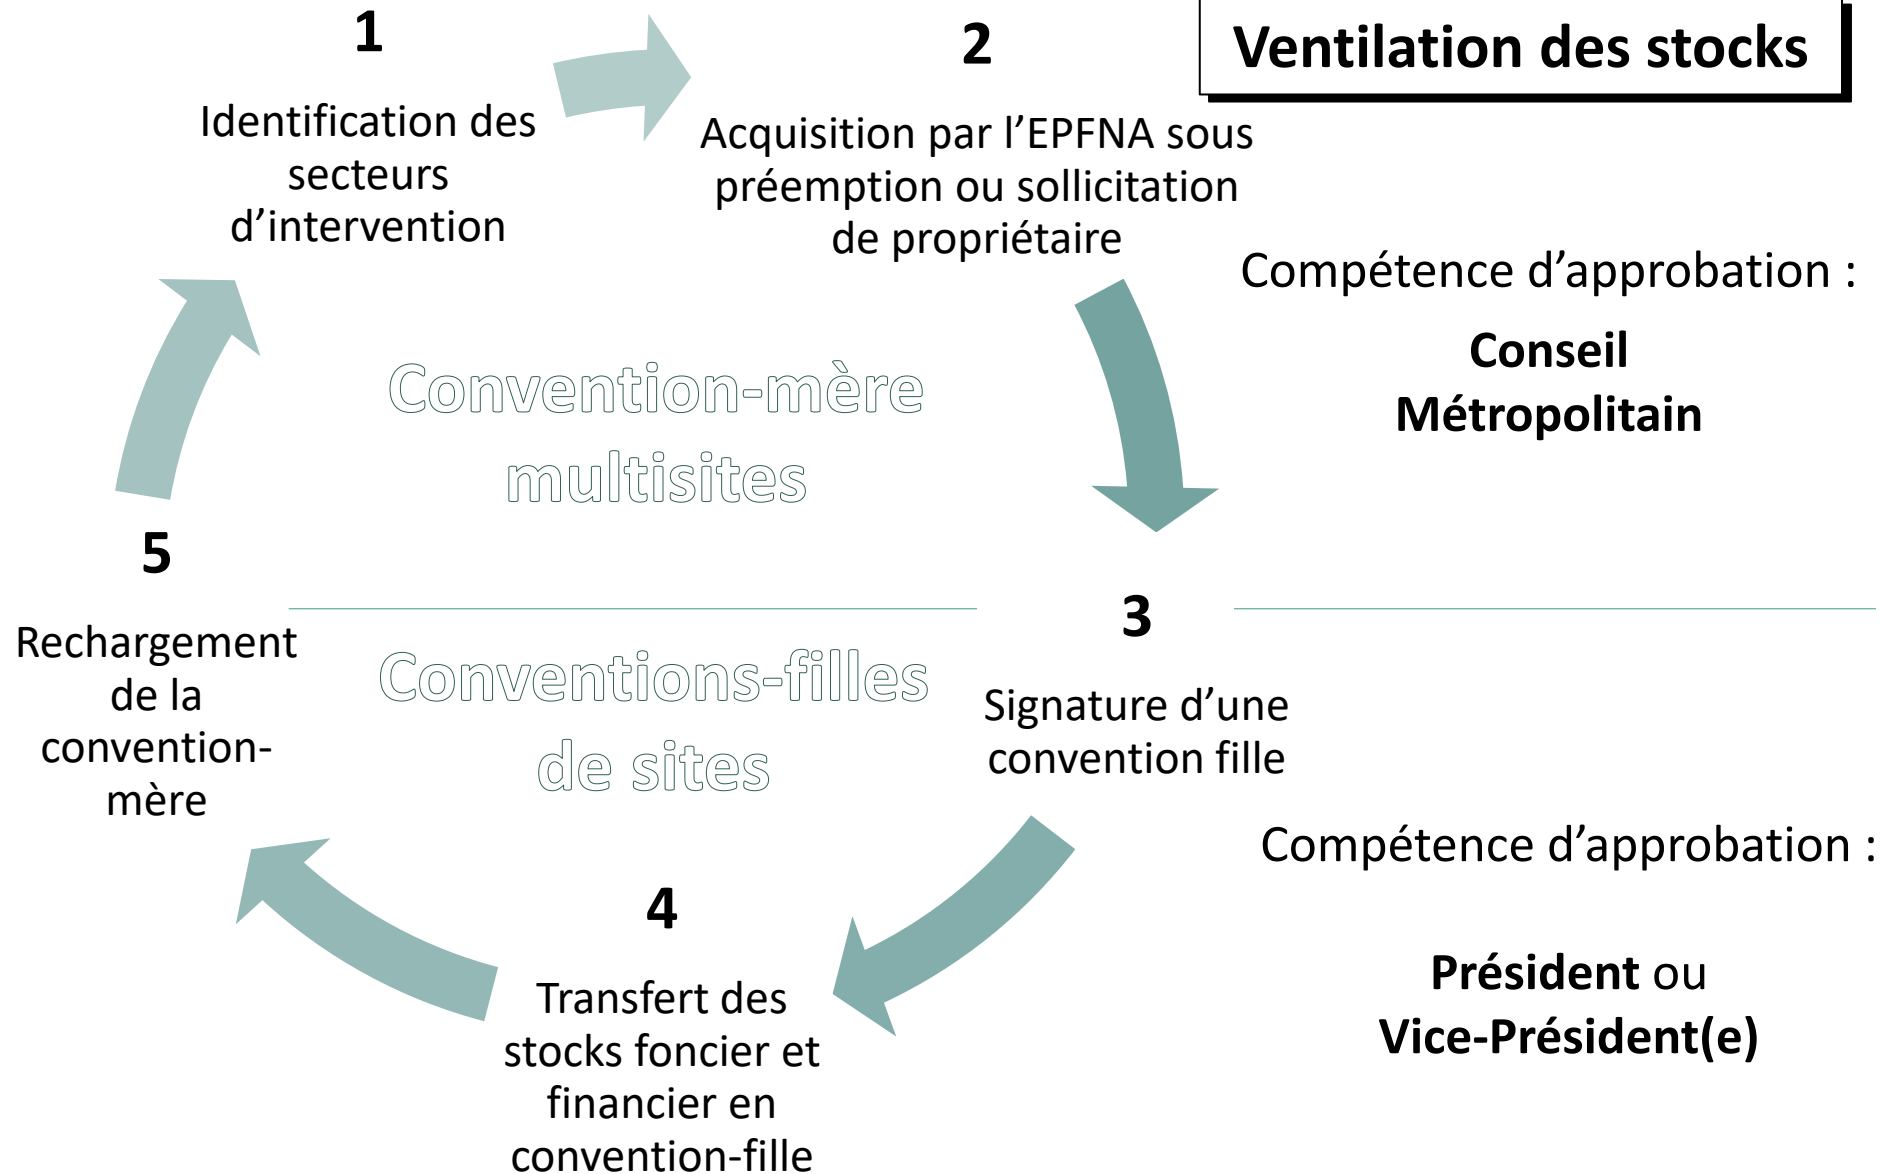 Ventilation des stocks
1
Identification des
secteurs
d’intervention
2
Acquisition par l’EPFNA sous
préemption ou sollicitation
de propriétaire
Compétence d’approbation :
Conseil
Métropolitain
Convention-mère
multisites
3
Signature d’une
convention fille
Conventions-filles
de sites
Compétence d’approbation :
Président ou
Vice-Président(e)
4
Transfert des
stocks foncier et
financier en
convention-fille
5
Rechargement
de la
convention-
mère